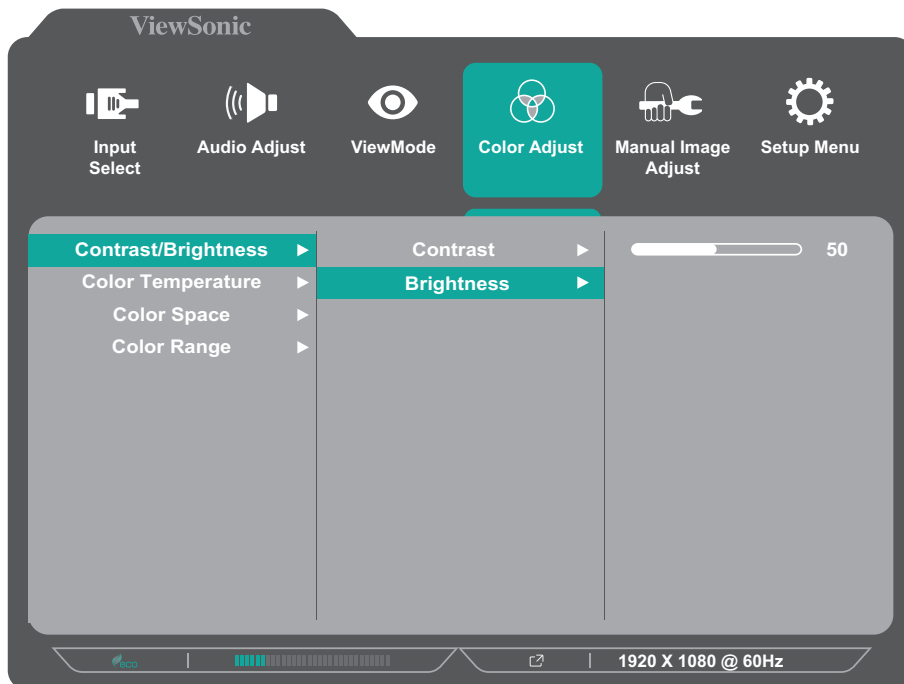 ViewSonic
Input
Select
Audio Adjust
ViewMode
Color Adjust
Manual Image
Adjust
Setup Menu
Contrast/Brightness
Color Temperature
Color Space
Color Range
Contrast
Brightness
50
eco
1920 X 1080 @ 60Hz